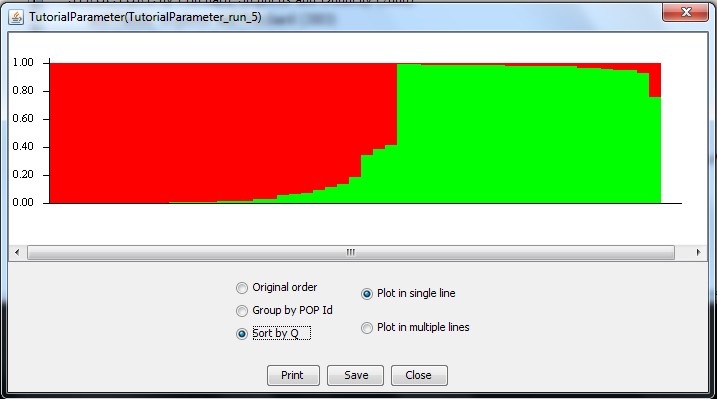 TutorialParameter(TutorialParameter_run_5)
1.00
0.80
0.60
0.40
0.20
0.00
Original order
Group by POP Id
Sort by Q
Plot in single line
Plot in multiple lines
Print Save Close